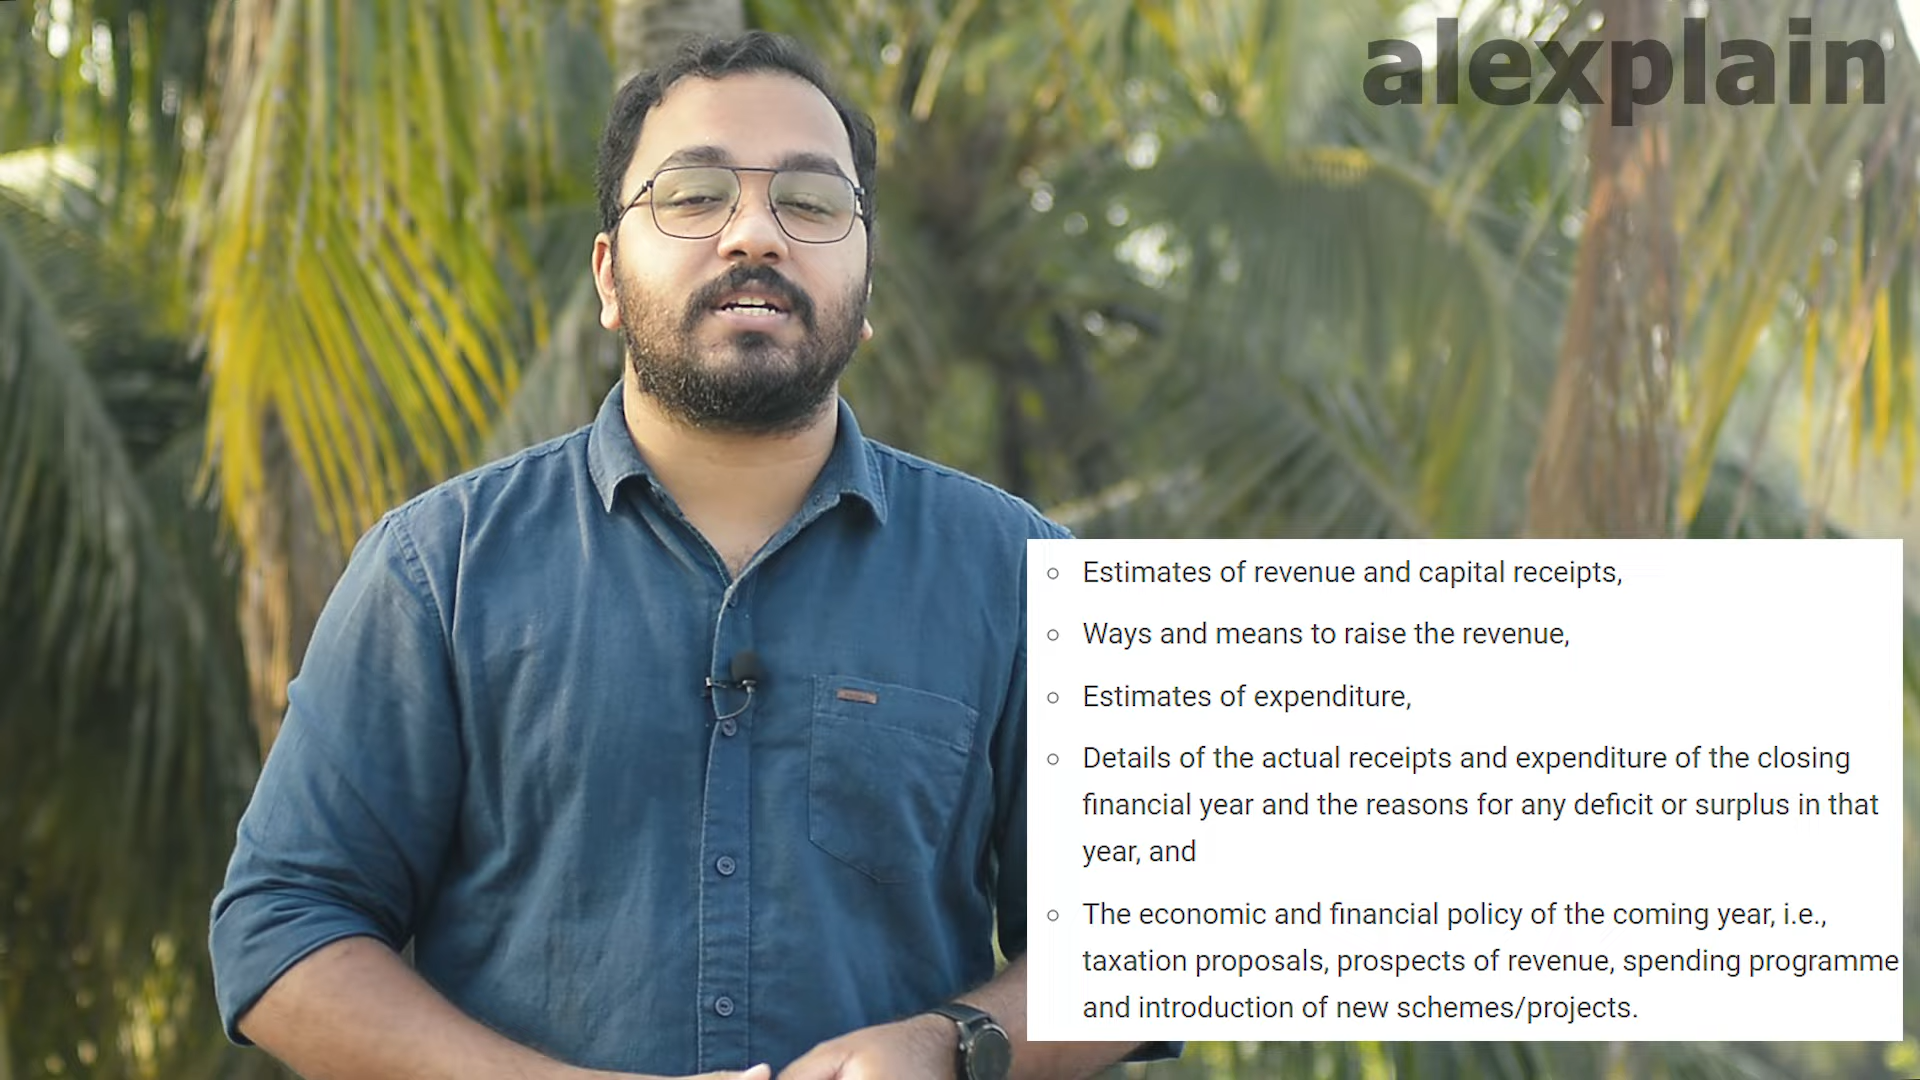 alexplain
Estimates of revenue and capital receipts,
Ways and means to raise the revenue,
Estimates of expenditure,
Details of the actual receipts and expenditure of the closing
financial year and the reasons for any deficit or surplus in that
year, and
The economic and financial policy of the coming year, i.e.,
taxation proposals, prospects of revenue, spending programme
and introduction of new schemes/projects.